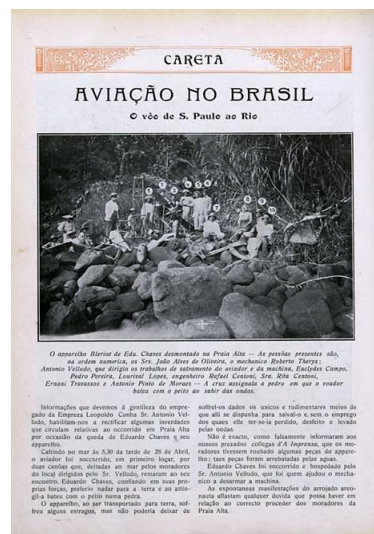 CARETA
AVIAÇÃO NO BRASIL
O vôo de S. Paulo ao Rio
O apparelho Bleriot de Edu. Chaves desmontado na Praia Alta — As pessôas presentes são,
na ordem numerica, os Srs. João Alves de Oliveira, o mechanico Roberto Therys;
Antonio Velludo, que dirigio os trabalhos de salvamento do aviador e da machina, Euclydes Campo,
Pedro Pereira, Lourival Lopes, engenheiro Rafael Centoni, Sra. Rita Centoni,
Ernani Travassos e Antonio Pinto de Moraes — A cruz assignala a pedra em que o voador
bateu com o peito ao sahir das ondas.
Informações que devemos á gentileza do empre-
gado da Empreza Leopoldo Cunha Sr. Antonio Vel-
ludo, habilitam-nos a rectificar algumas inverdades
que circulam relativas ao occorrido em Praia Alta
por occasião da queda de Eduardo Chaves e seu
apparelho.
Cahindo no mar ás 5,30 da tarde de 28 de Abril,
o aviador foi soccorrido, em primeiro logar, por
duas canôas que, deitadas ao mar pelos moradores
do local dirigidos pelo Sr. Velludo, remaram ao seu
encontro. Eduardo Chaves, confiando em suas pro-
prias forças, preferio nadar para a terra e ao attin-
gil-a bateu com o peito numa pedra.
O apparelho, ao ser transportado para terra, sof-
freu alguns estragos, mas não poderia deixar de
soffrel-os dados os unicos e rudimentares meios de
que alli se dispunha para salval-o e sem o emprego
dos quaes elle ter-se-ia perdido, desfeito e levado
pelas ondas.
Não é exacto, como falsamente informaram aos
nossos prezados collegas d'A Imprensa, que os mo-
radores tivessem roubado algumas peças do appare-
lho; taes peças foram arrebatadas pelas aguas.
Eduardo Chaves foi soccorrido e hospedado pelo
Sr. Antonio Velludo, que foi quem ajudou o mecha-
nico a desarmar a machina.
As expontaneas manifestações do arrojado areo-
nauta affastam qualquer duvida que possa haver em
relação ao correcto proceder dos moradores da
Praia Alta.